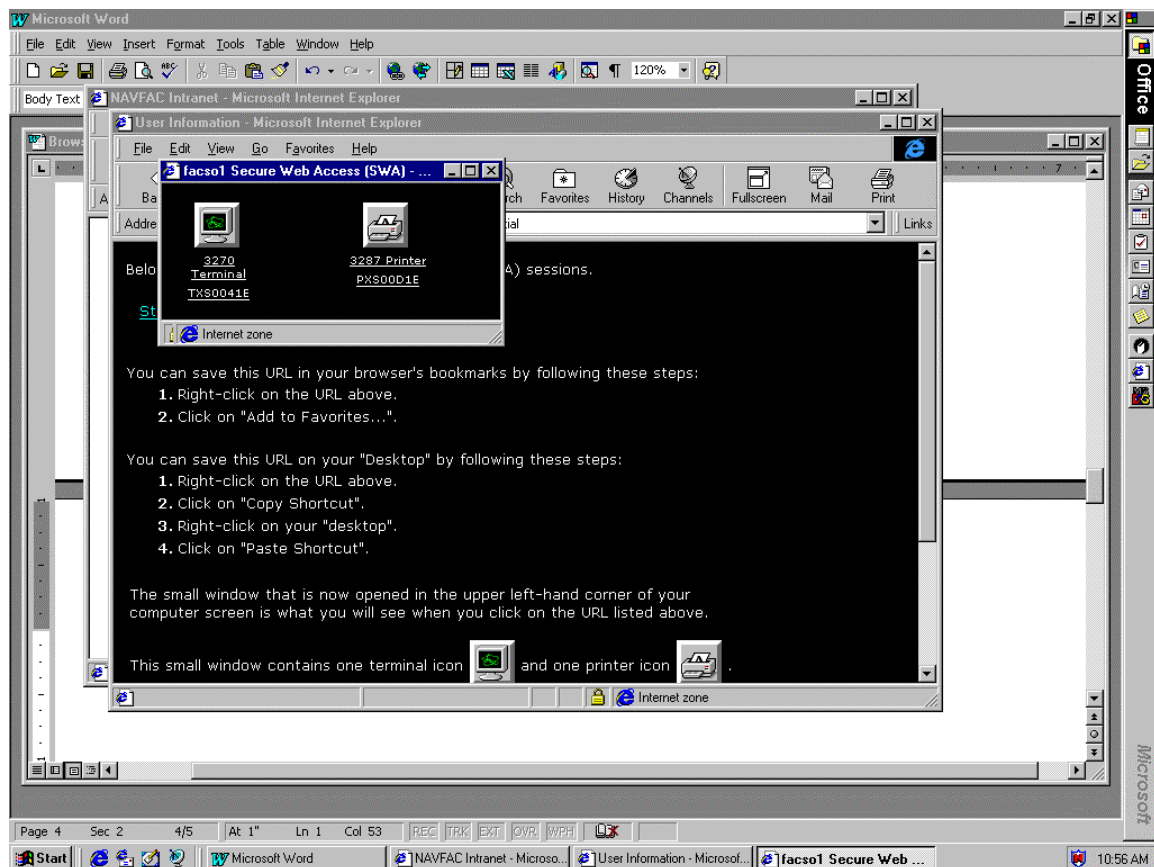 Microsoft Word
File Edit View Insert Format Tools Table Window Help
120%
Body Text
NAVFAC Intranet - Microsoft Internet Explorer
User Information - Microsoft Internet Explorer
File Edit View Go Favorites Help
facso1 Secure Web Access (SWA) - ...
Favorites History Channels Fullscreen Mail Print
Links
3270 Terminal
TXS0041E
3287 Printer
PXS00D1E
A) sessions.
Internet zone
You can save this URL in your browser's bookmarks by following these steps:
1. Right-click on the URL above.
2. Click on "Add to Favorites...".
You can save this URL on your "Desktop" by following these steps:
1. Right-click on the URL above.
2. Click on "Copy Shortcut".
3. Right-click on your "desktop".
4. Click on "Paste Shortcut".
The small window that is now opened in the upper left-hand corner of your
computer screen is what you will see when you click on the URL listed above.
This small window contains one terminal icon and one printer icon .
Internet zone
Office
Microsoft
Page 4 Sec 2 4/5 At 1" Ln 1 Col 53 REC TRK EXT OVR WPH
Start Microsoft Word NAVFAC Intranet - Microso... User Information - Microsof... facso1 Secure Web ... 10:56 AM